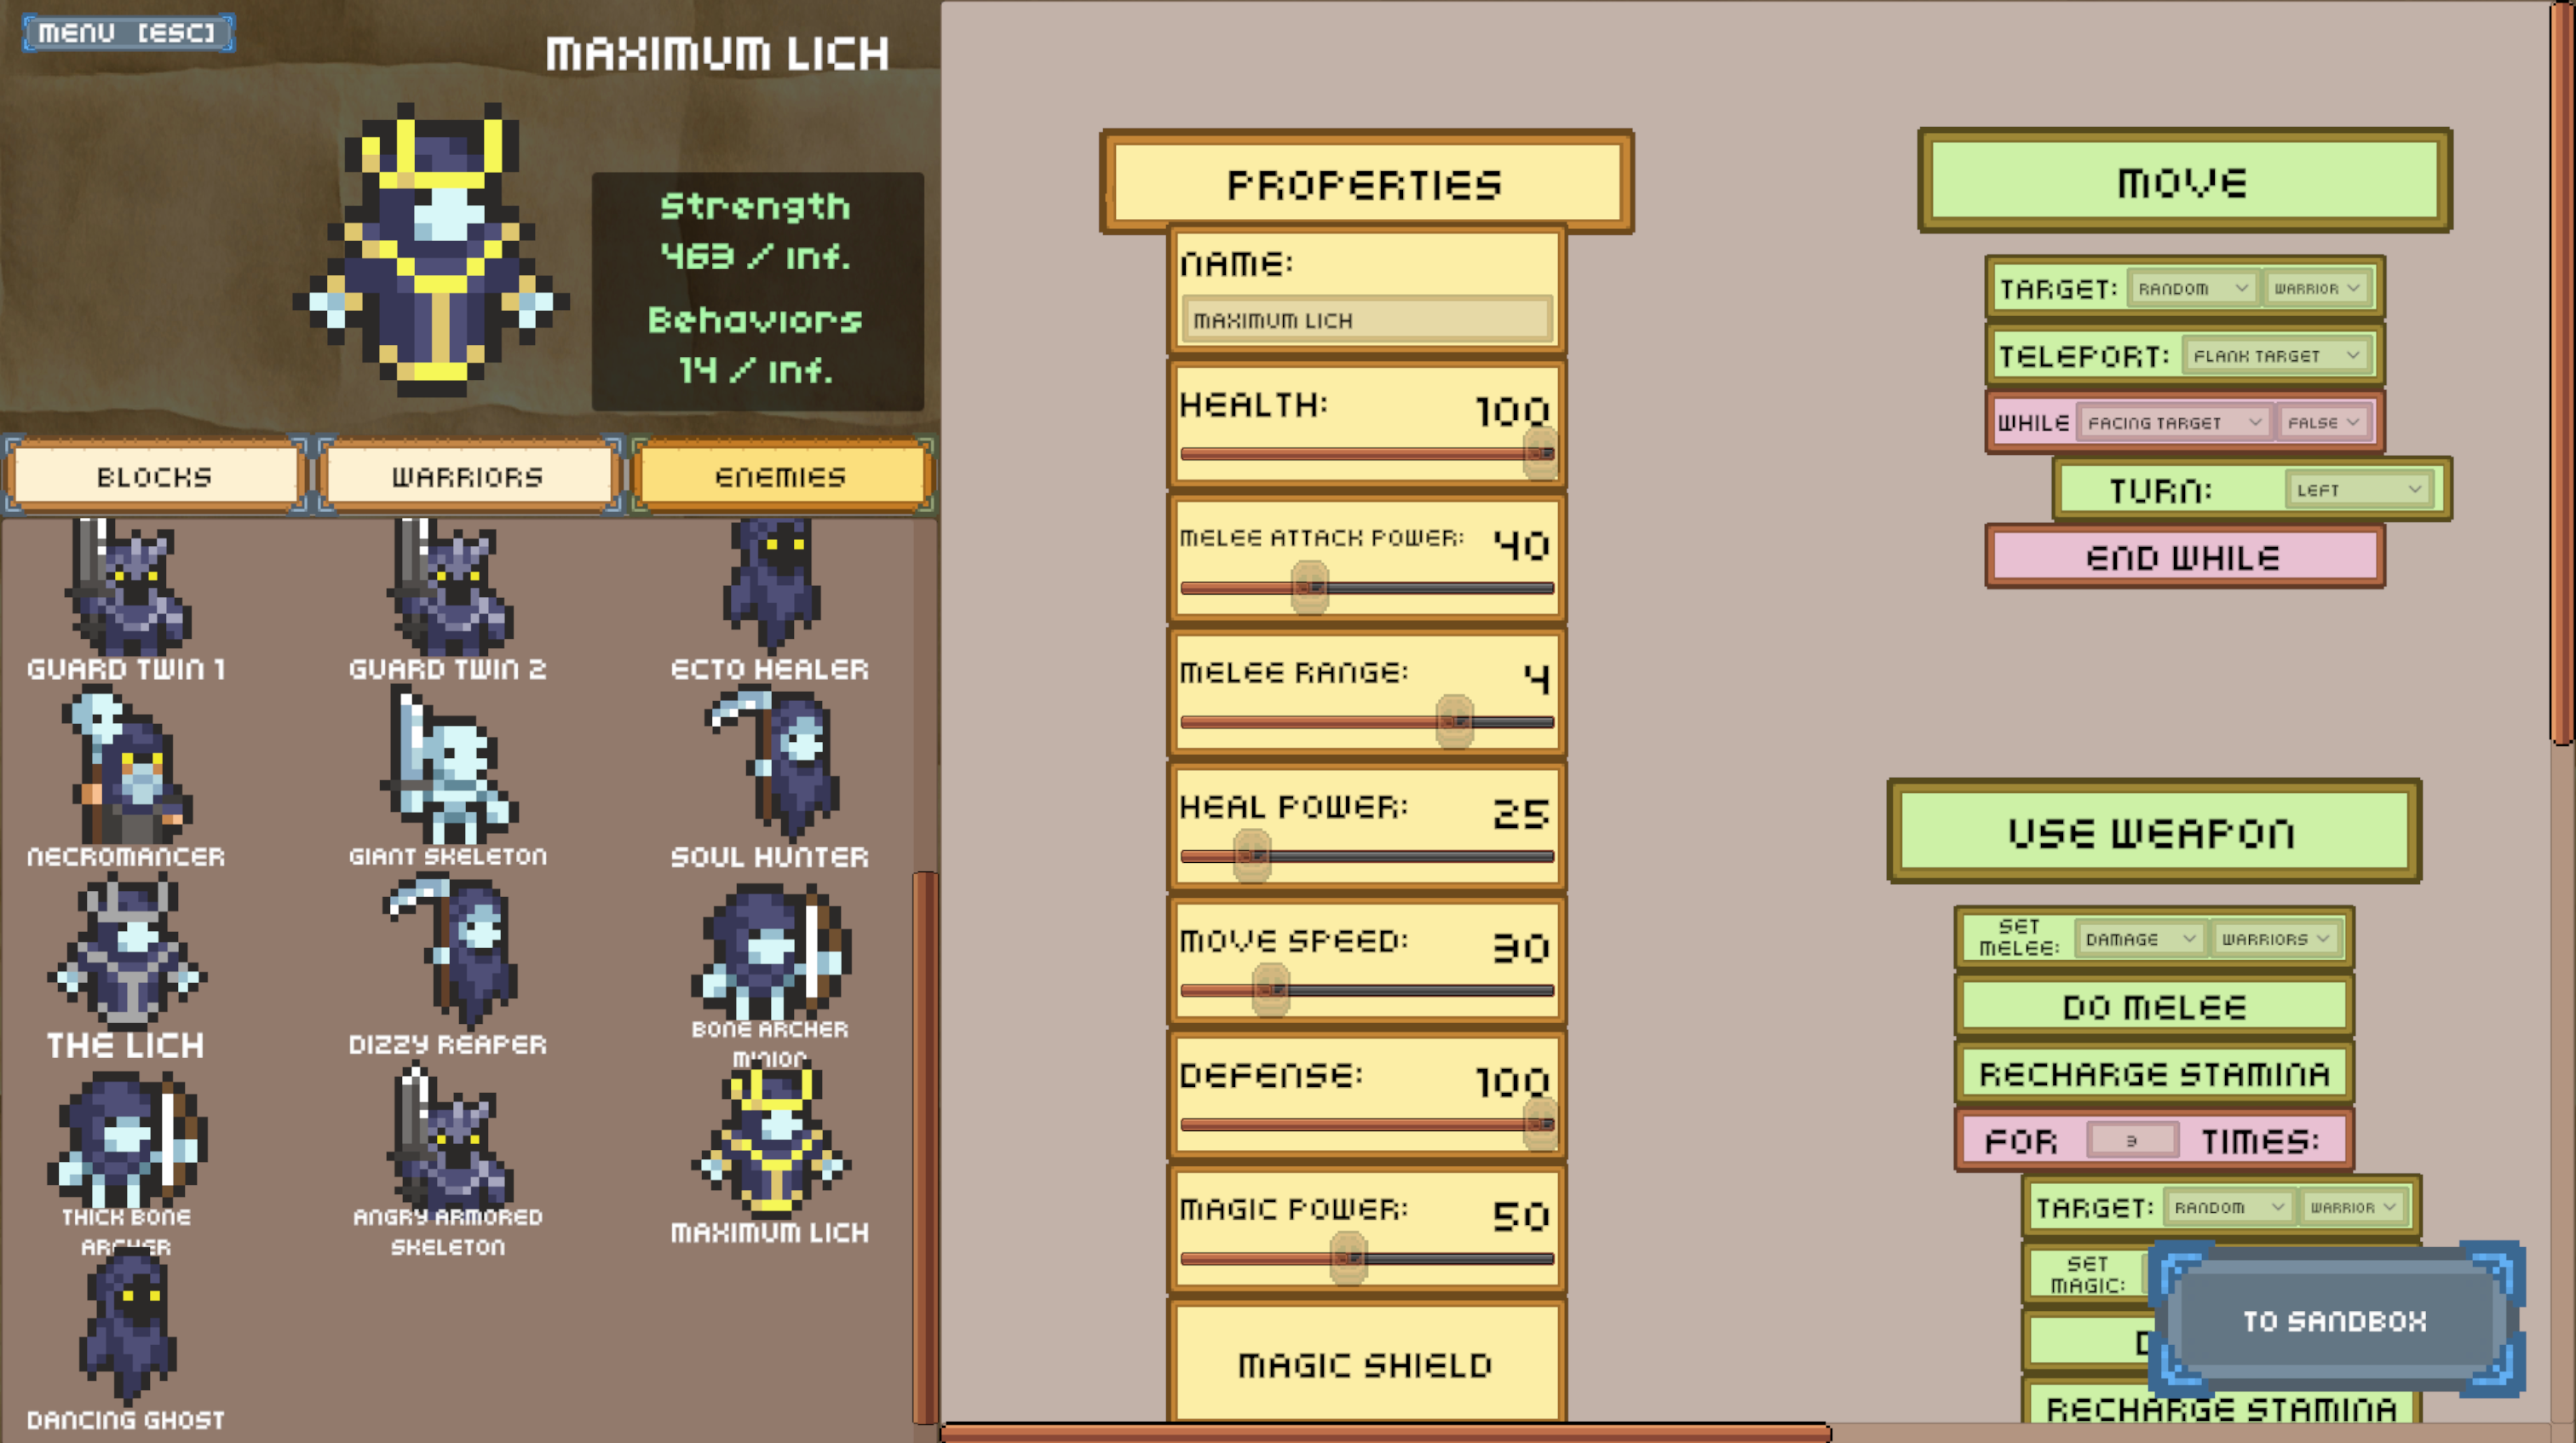 MENU [ESC]
MAXIMUM LICH
Strength
463 / inf.
Behaviors
14 / inf.
BLOCKS
WARRIORS
ENEMIES
GUARD TWIN 1
GUARD TWIN 2
ECTO HEALER
NECROMANCER
GIANT SKELETON
SOUL HUNTER
THE LICH
DIZZY REAPER
BONE ARCHER
MINION
THICK BONE
ARCHER
ANGRY ARMORED
SKELETON
MAXIMUM LICH
DANCING GHOST
PROPERTIES
NAME:
MAXIMUM LICH
HEALTH: 100
MELEE ATTACK POWER: 40
MELEE RANGE: 4
HEAL POWER: 25
MOVE SPEED: 30
DEFENSE: 100
MAGIC POWER: 50
MAGIC SHIELD
MOVE
TARGET: RANDOM WARRIOR
TELEPORT: FLANK TARGET
WHILE FACING TARGET FALSE
TURN: LEFT
END WHILE
USE WEAPON
SET MELEE: DAMAGE WARRIORS
DO MELEE
RECHARGE STAMINA
FOR 3 TIMES:
TARGET: RANDOM WARRIOR
SET MAGIC:
RECHARGE STAMINA
TO SANDBOX